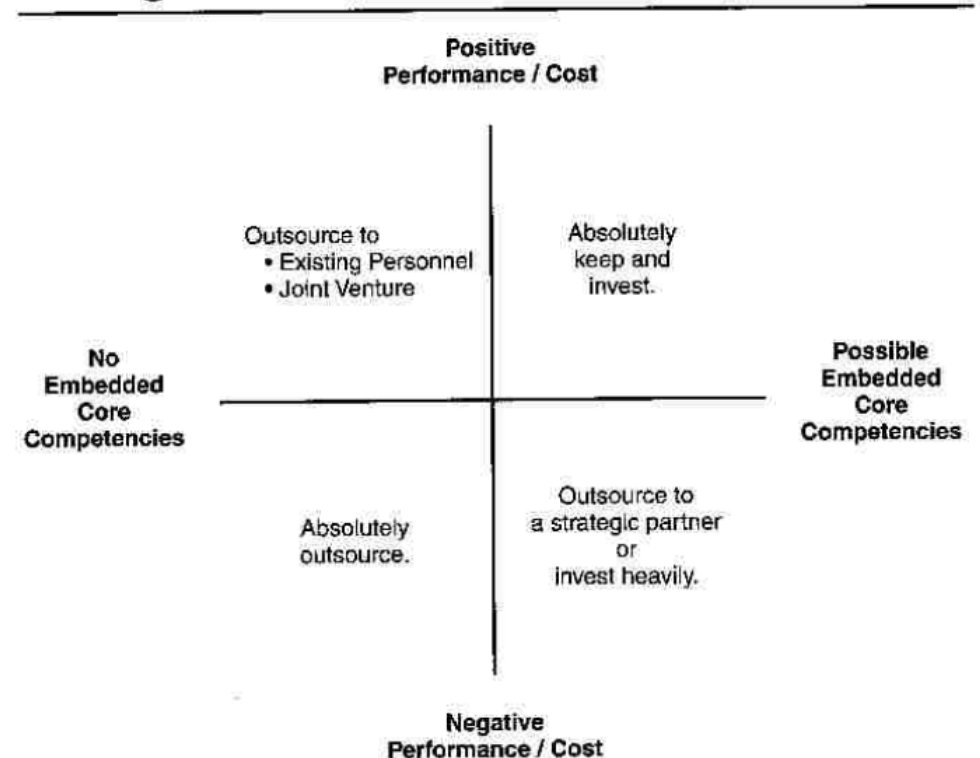 Positive
Performance / Cost
Outsource to
• Existing Personnel
• Joint Venture
Absolutely
keep and
invest.
No
Embedded
Core
Competencies
Possible
Embedded
Core
Competencies
Absolutely
outsource.
Outsource to
a strategic partner
or
invest heavily.
Negative
Performance / Cost